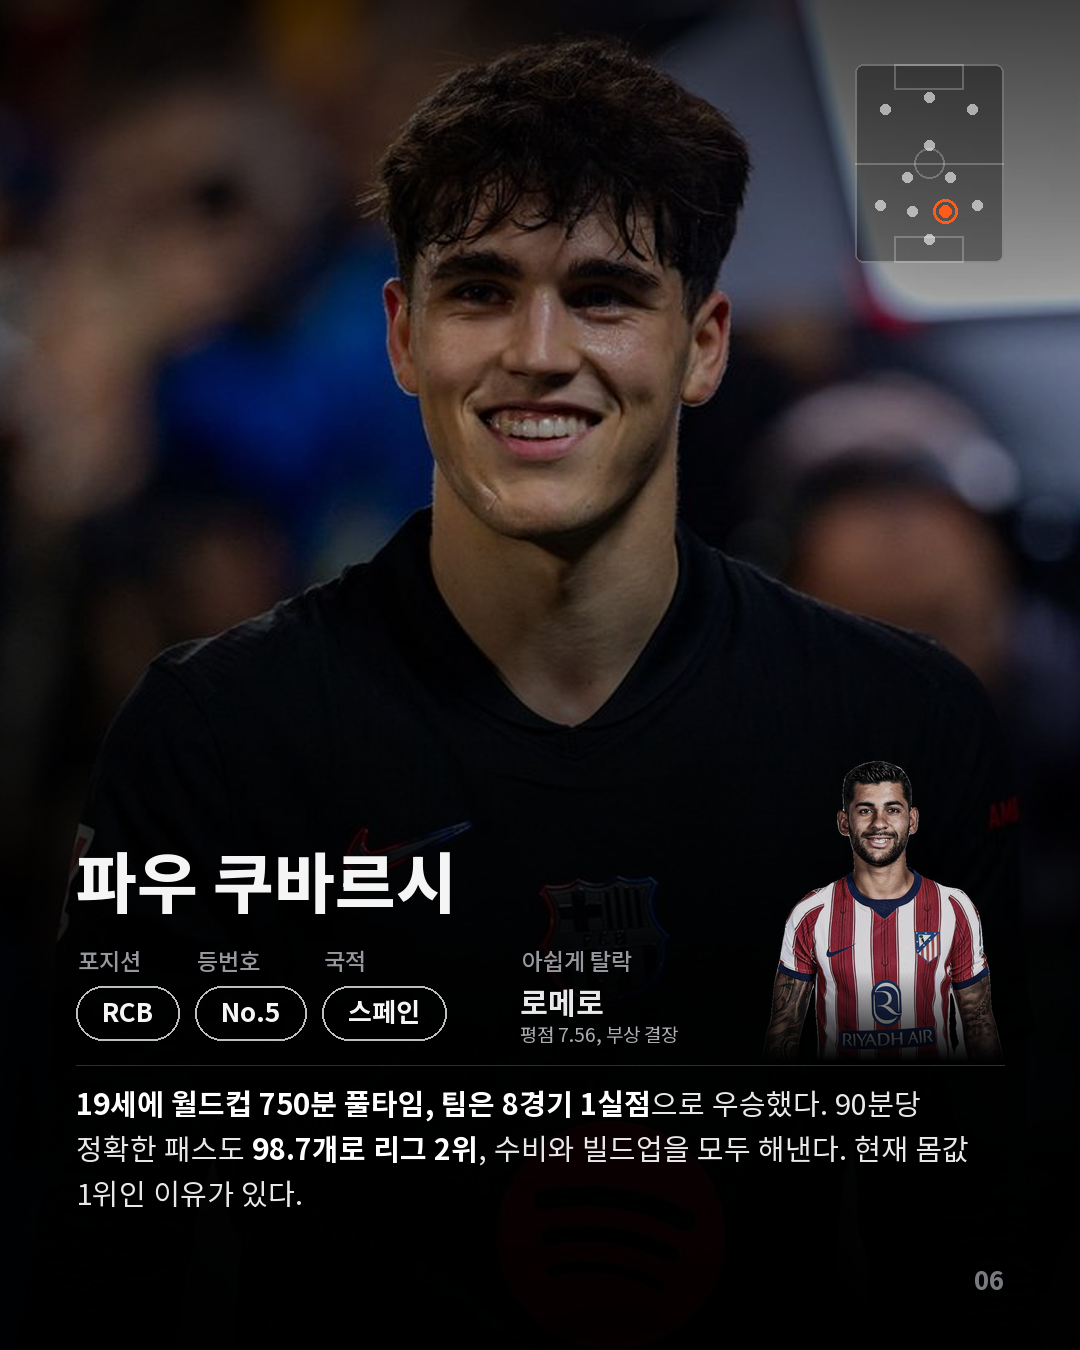 파우 쿠바르시
포지션 등번호 국적
RCB No.5 스페인
아쉽게 탈락
로메로
평점 7.56, 부상 결장
RIYADH AIR
19세에 월드컵 750분 풀타임, 팀은 8경기 1실점으로 우승했다. 90분당
정확한 패스도 98.7개로 리그 2위, 수비와 빌드업을 모두 해낸다. 현재 몸값
1위인 이유가 있다.
06